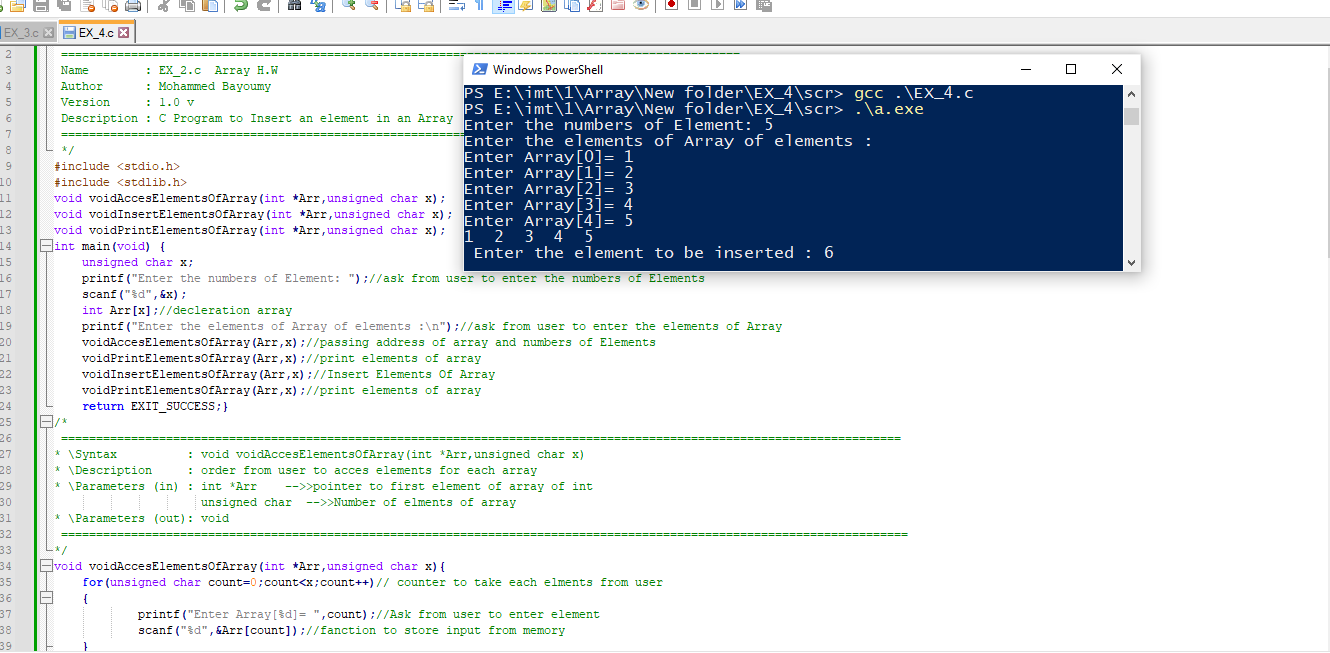 EX_3.c EX_4.c
2 ================================================================================
3 Name : EX_2.c Array H.W
4 Author : Mohammed Bayoumy
5 Version : 1.0 v
6 Description : C Program to Insert an element in an Array
7 ================================================================================
8 */
9 #include <stdio.h>
10 #include <stdlib.h>
11 void voidAccesElementsOfArray(int *Arr,unsigned char x);
12 void voidInsertElementsOfArray(int *Arr,unsigned char x);
13 void voidPrintElementsOfArray(int *Arr,unsigned char x);
14 int main(void) {
15 unsigned char x;
16 printf("Enter the numbers of Element: ");//ask from user to enter the numbers of Elements
17 scanf("%d",&x);
18 int Arr[x];//decleration array
19 printf("Enter the elements of Array of elements :\n");//ask from user to enter the elements of Array
20 voidAccesElementsOfArray(Arr,x);//passing address of array and numbers of Elements
21 voidPrintElementsOfArray(Arr,x);//print elements of array
22 voidInsertElementsOfArray(Arr,x);//Insert Elements Of Array
23 voidPrintElementsOfArray(Arr,x);//print elements of array
24 return EXIT_SUCCESS;}
25 /*
26 ========================================================================================================================
27 * \Syntax : void voidAccesElementsOfArray(int *Arr,unsigned char x)
28 * \Description : order from user to acces elements for each array
29 * \Parameters (in) : int *Arr -->>pointer to first element of array of int
30 unsigned char -->>Number of elments of array
31 * \Parameters (out): void
32 =========================================================================================================================
33 */
34 void voidAccesElementsOfArray(int *Arr,unsigned char x){
35 for(unsigned char count=0;count<x;count++)// counter to take each elments from user
36 {
37 printf("Enter Array[%d]= ",count);//Ask from user to enter element
38 scanf("%d",&Arr[count]);//fanction to store input from memory
39 }
Windows PowerShell
PS E:\imt\1\Array\New folder\EX_4\scr> gcc .\EX_4.c
PS E:\imt\1\Array\New folder\EX_4\scr> .\a.exe
Enter the numbers of Element: 5
Enter the elements of Array of elements :
Enter Array[0]= 1
Enter Array[1]= 2
Enter Array[2]= 3
Enter Array[3]= 4
Enter Array[4]= 5
1 2 3 4 5
Enter the element to be inserted : 6